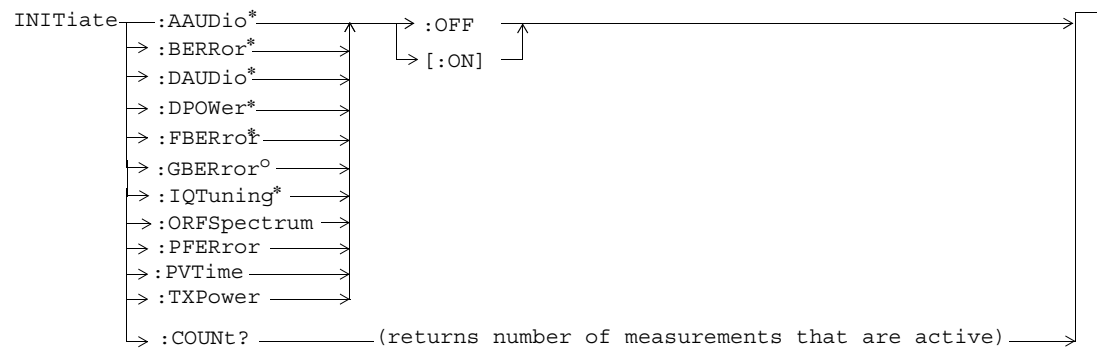 INITiate :AAUDio* :OFF
:BERRor* [:ON]
:DAUDio*
:DPOWer*
:FBERror*
:GBERror°
:IQTuning*
:ORFSpectrum
:PFERror
:PVTime
:TXPower
:COUNt? (returns number of measurements that are active)